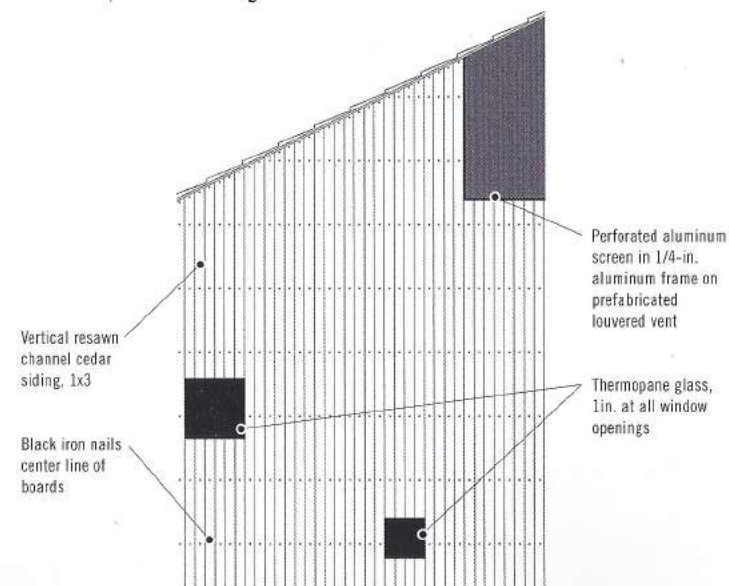 Perforated aluminum
screen in 1/4-in.
aluminum frame on
prefabricated
louvered vent
Vertical resawn
channel cedar
siding, 1x3
Thermopane glass,
1in. at all window
openings
Black iron nails
center line of
boards